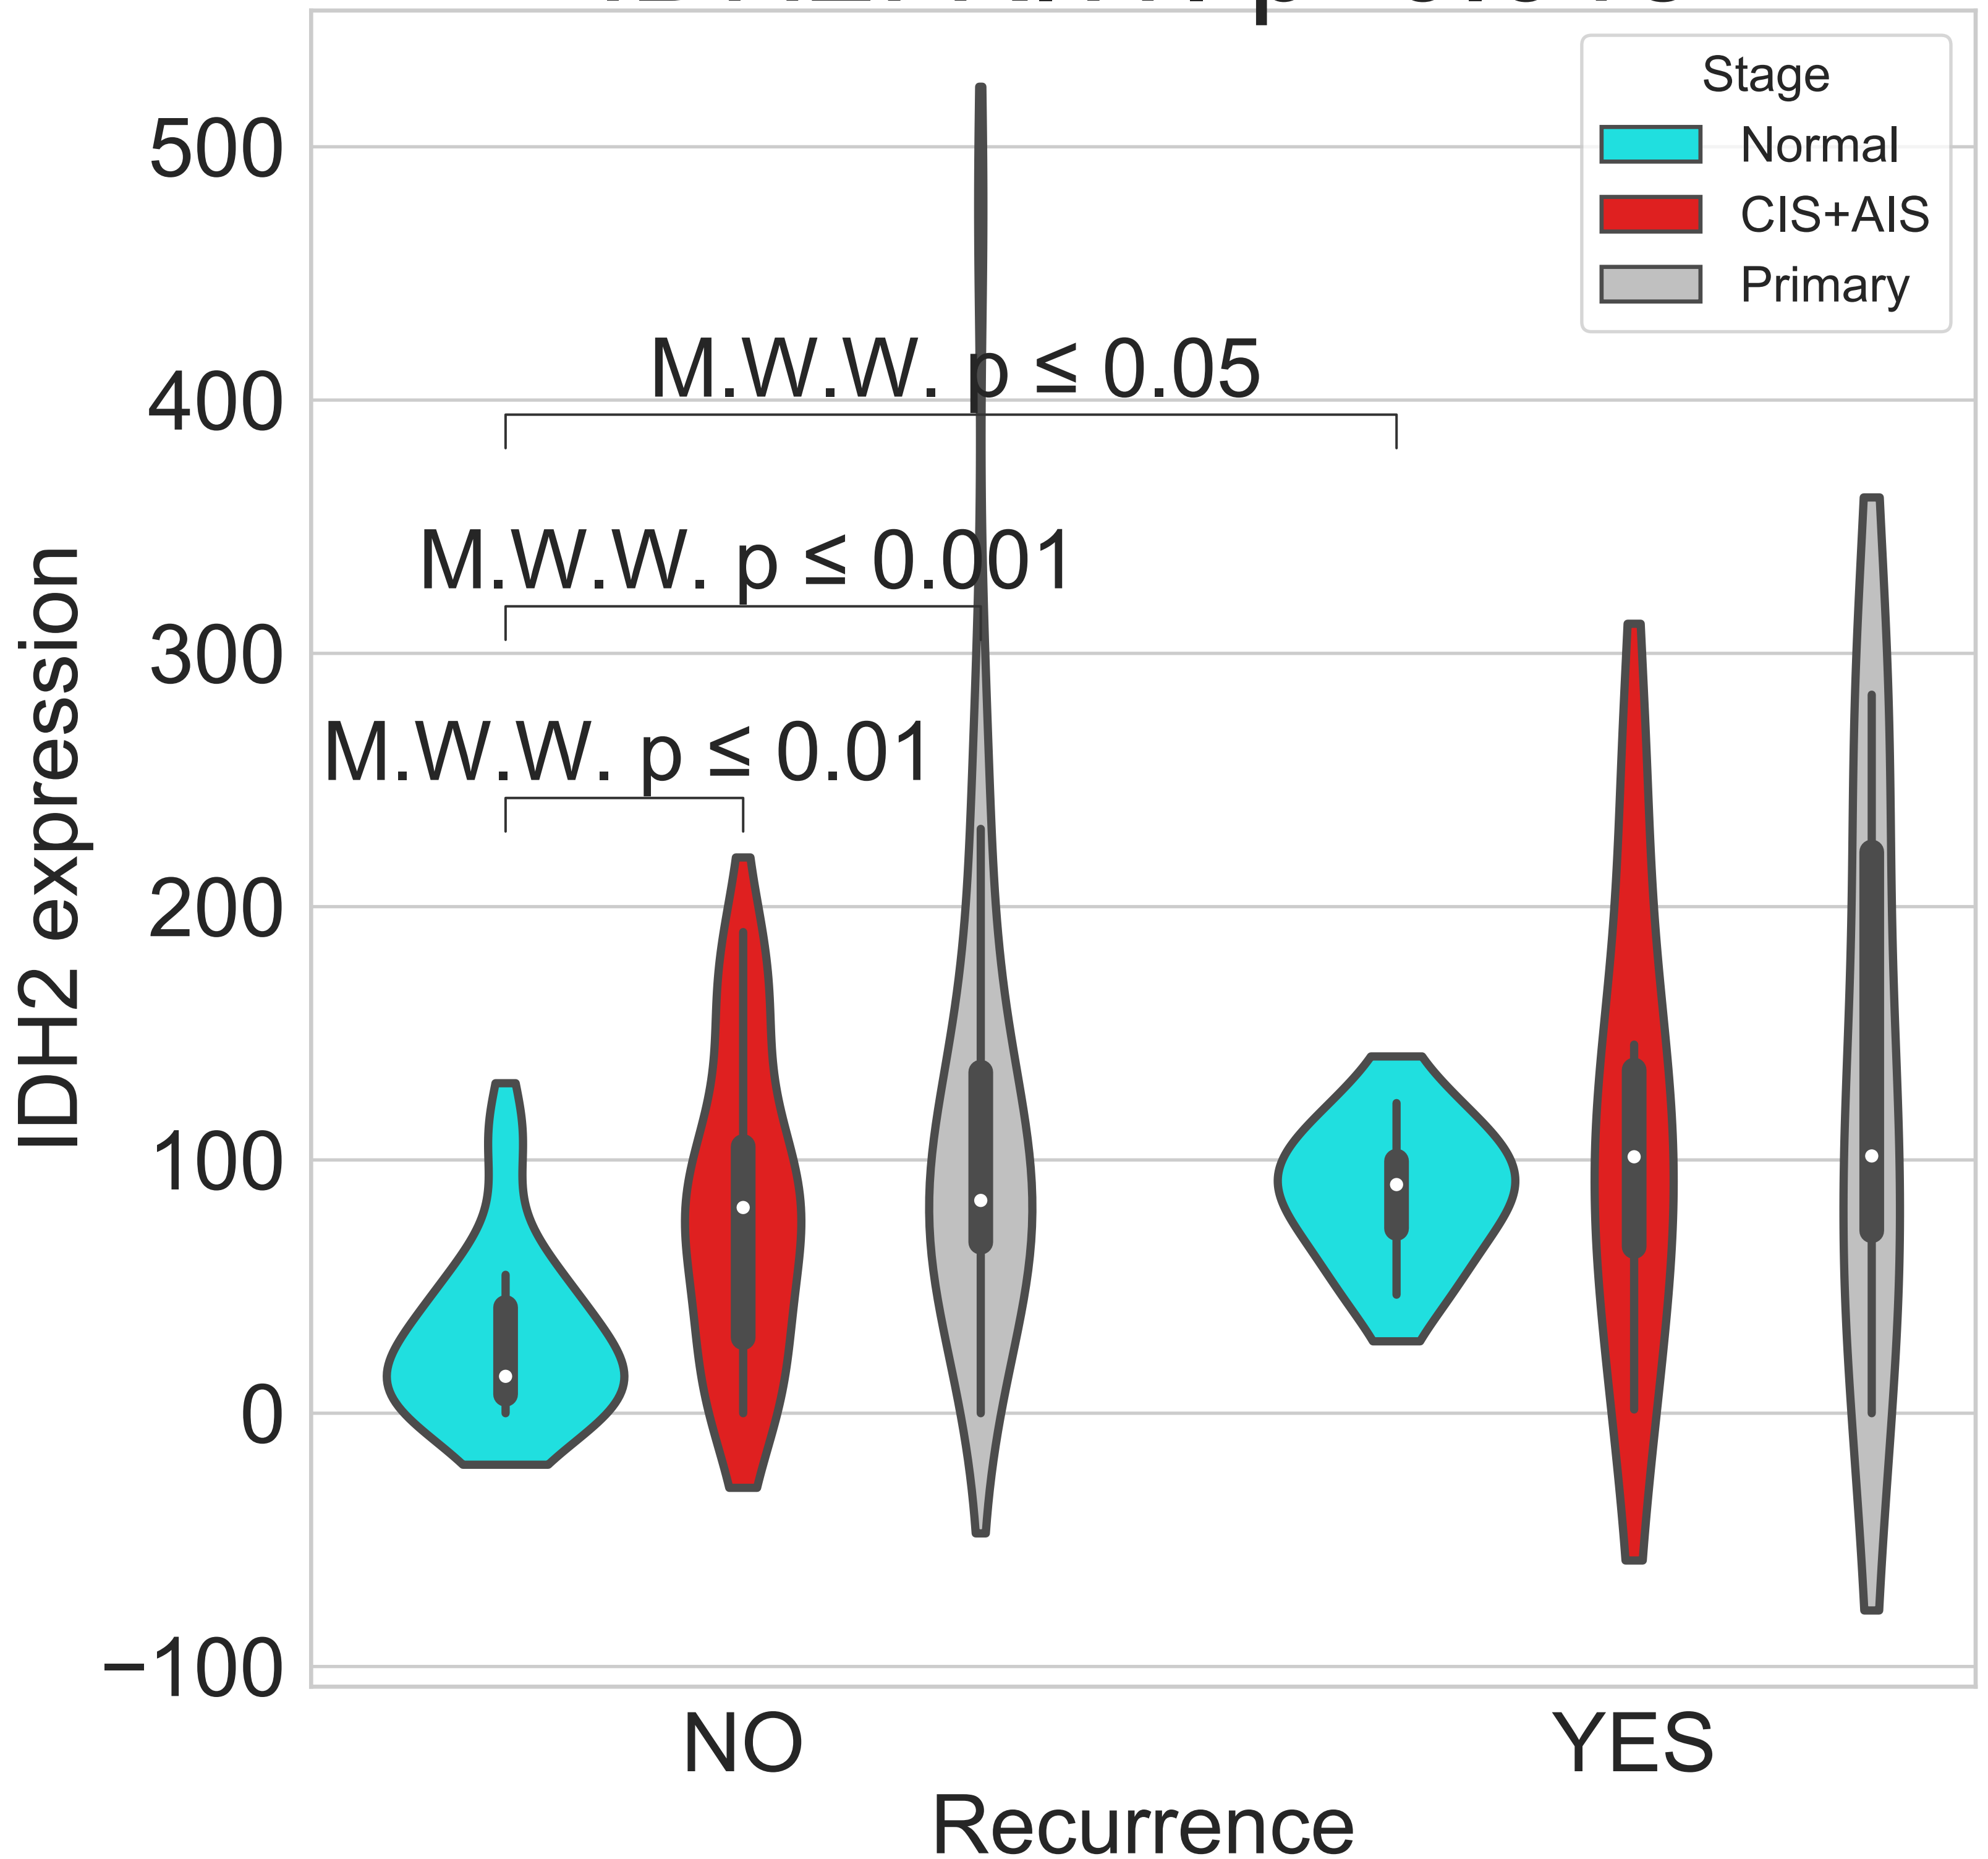 Stage
Normal
CIS+AIS
Primary
M.W.W. p ≤ 0.05
M.W.W. p ≤ 0.001
M.W.W. p ≤ 0.01
500
400
300
200
100
0
−100
IDH2 expression
NO
YES
Recurrence